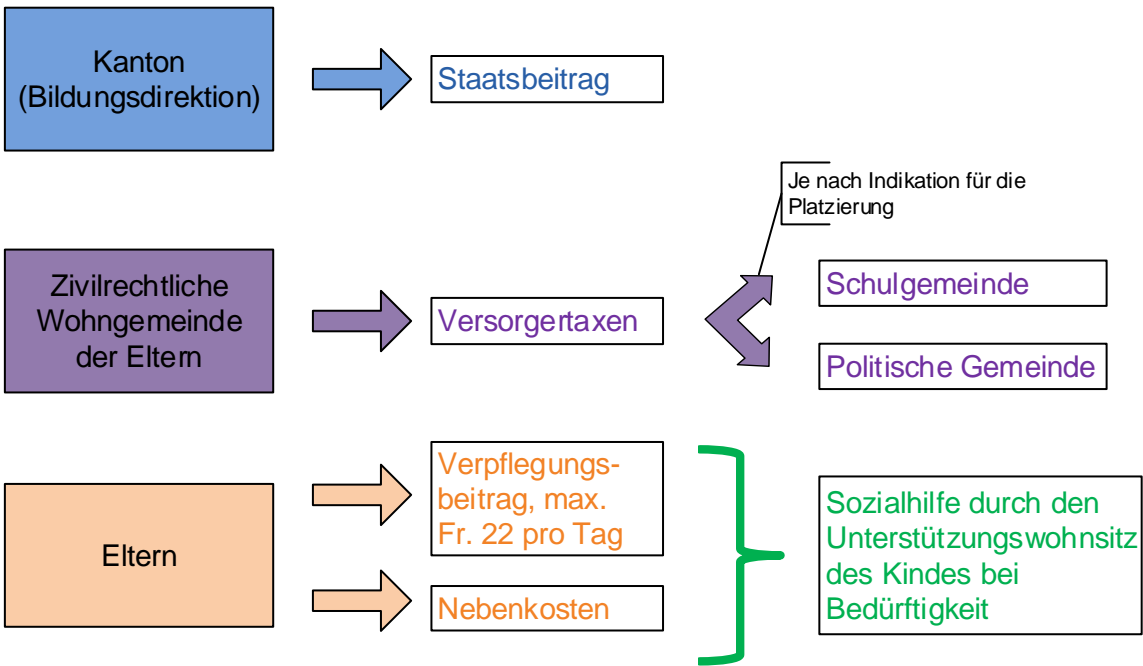 Kanton
(Bildungsdirektion)
Staatsbeitrag
Je nach Indikation für die
Platzierung
Zivilrechtliche
Wohngemeinde
der Eltern
Versorgertaxen
Schulgemeinde
Politische Gemeinde
Eltern
Verpflegungs-
beitrag, max.
Fr. 22 pro Tag
Nebenkosten
Sozialhilfe durch den
Unterstützungswohnsitz
des Kindes bei
Bedürftigkeit